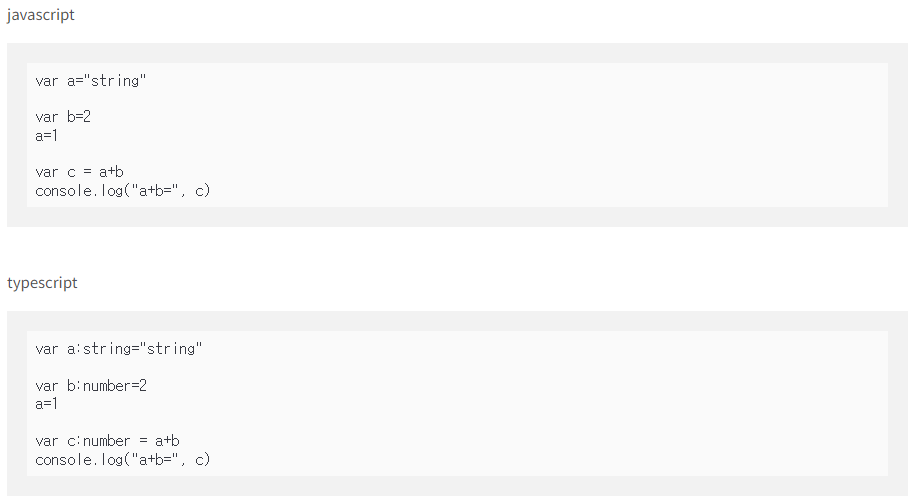 javascript
var a="string"
var b=2
a=1
var c = a+b
console.log("a+b=", c)
typescript
var a:string="string"
var b:number=2
a=1
var c:number = a+b
console.log("a+b=", c)